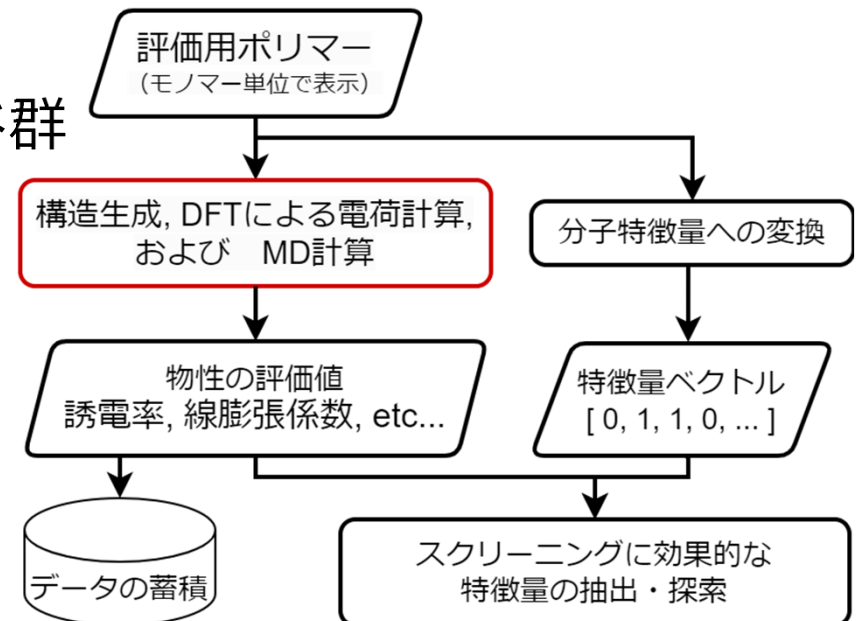 評価用ポリマー
（モノマー単位で表示）
群
構造生成, DFTによる電荷計算,
および　MD計算
分子特徴量への変換
物性の評価値
誘電率, 線膨張係数, etc...
特徴量ベクトル
[ 0, 1, 1, 0, ... ]
データの蓄積
スクリーニングに効果的な
特徴量の抽出・探索